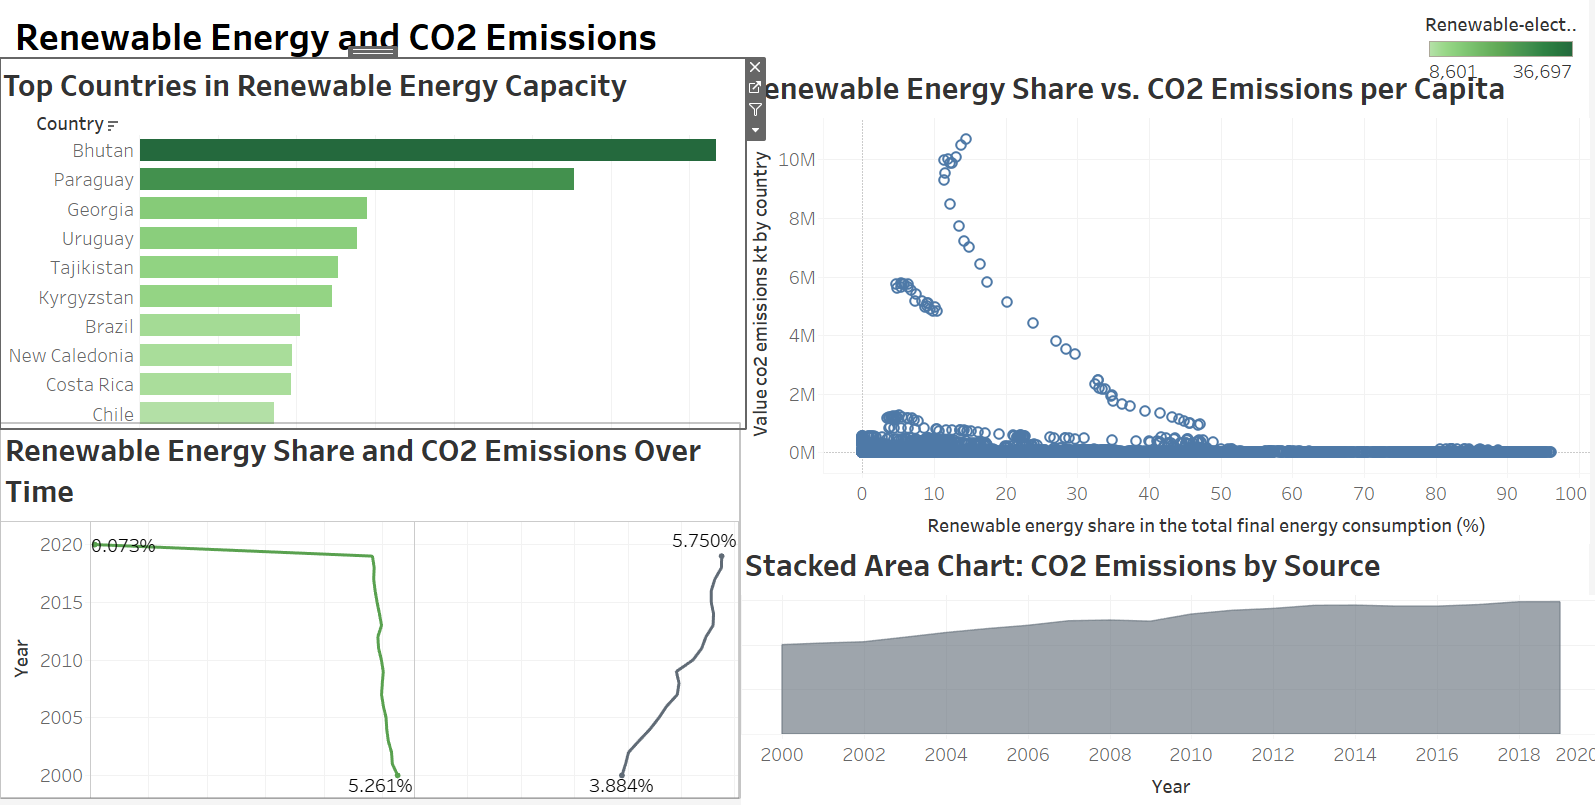 Renewable Energy and CO2 Emissions
Renewable-elect..
8,601
36,697
Top Countries in Renewable Energy Capacity
Country
Bhutan
Paraguay
Georgia
Uruguay
Tajikistan
Kyrgyzstan
Brazil
New Caledonia
Costa Rica
Chile
enewable Energy Share vs. CO2 Emissions per Capita
Value co2 emissions kt by country
10M
8M
6M
4M
2M
0M
0 10 20 30 40 50 60 70 80 90 100
Renewable energy share in the total final energy consumption (%)
Renewable Energy Share and CO2 Emissions Over
Time
Year
2020
2015
2010
2005
2000
0.073%
5.750%
5.261%
3.884%
Stacked Area Chart: CO2 Emissions by Source
2000 2002 2004 2006 2008 2010 2012 2014 2016 2018 2020
Year